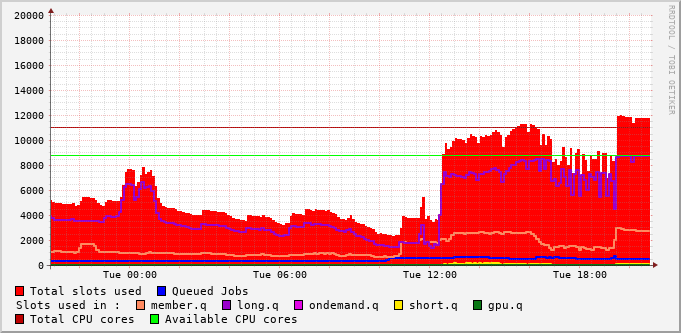 20000
18000
16000
14000
12000
10000
8000
6000
4000
2000
0
Tue 00:00 Tue 06:00 Tue 12:00 Tue 18:00
RRDTOOL / TOBI OETIKER
Total slots used Queued Jobs
Slots used in : member.q long.q ondemand.q short.q gpu.q
Total CPU cores Available CPU cores